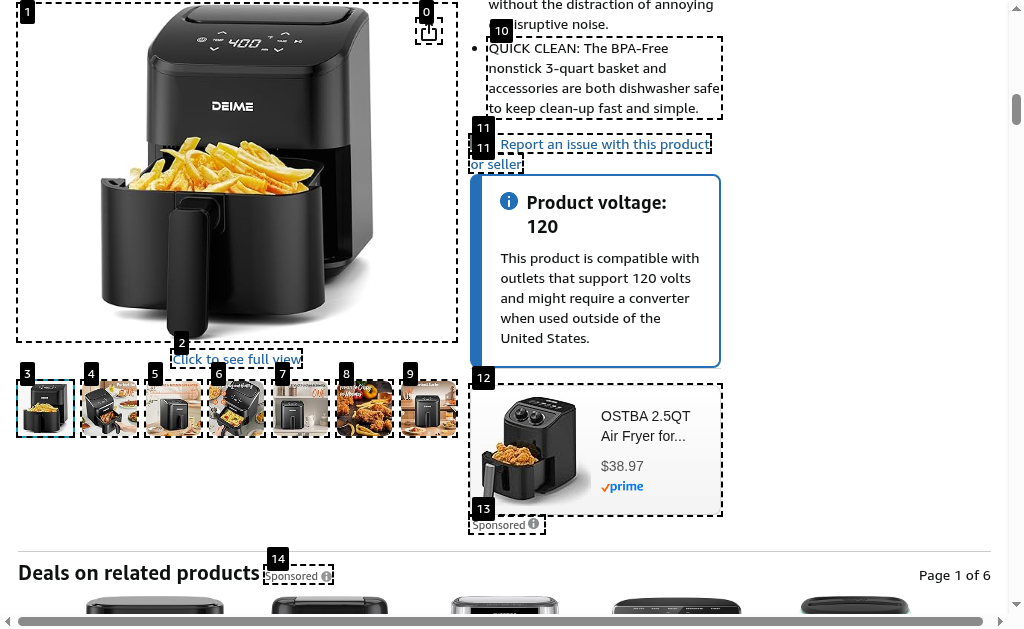 1
0
400
DEIME
2
Click to see full view
3
4
5
6
7
8
9
without the distraction of annoying
disruptive noise.
10
QUICK CLEAN: The BPA-Free
nonstick 3-quart basket and
accessories are both dishwasher safe
to keep clean-up fast and simple.
11
11
Report an issue with this product
or seller
Product voltage:
120
This product is compatible with
outlets that support 120 volts
and might require a converter
when used outside of the
United States.
12
OSTBA 2.5QT
Air Fryer for...
$38.97
prime
13
Sponsored
14
Deals on related products
Sponsored
Page 1 of 6